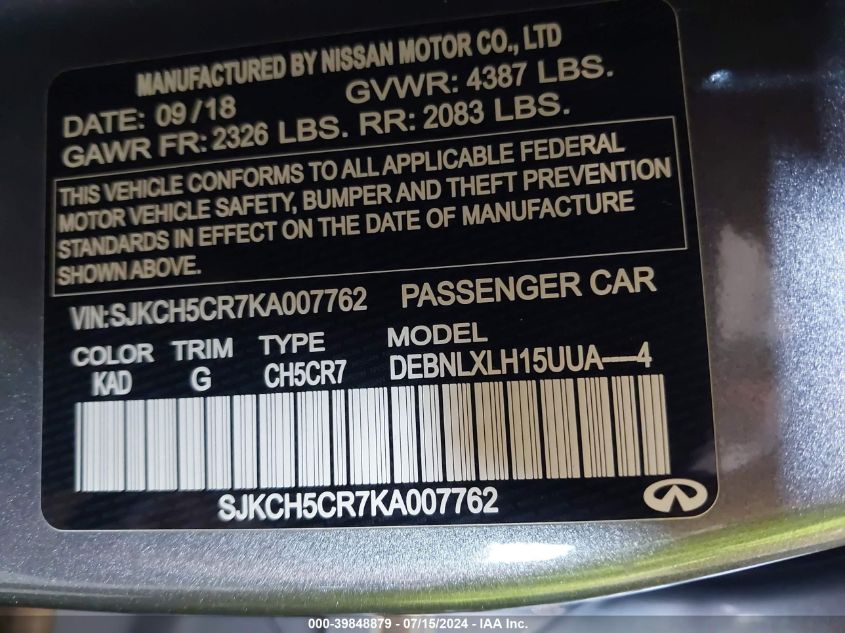 MANUFACTURED BY NISSAN MOTOR CO., LTD
DATE: 09/18 GVWR: 4387 LBS.
GAWR FR: 2326 LBS. RR: 2083 LBS.
THIS VEHICLE CONFORMS TO ALL APPLICABLE FEDERAL
MOTOR VEHICLE SAFETY, BUMPER AND THEFT PREVENTION
STANDARDS IN EFFECT ON THE DATE OF MANUFACTURE
SHOWN ABOVE.
VIN:SJKCH5CR7KA007762 PASSENGER CAR
COLOR TRIM TYPE MODEL
KAD G CH5CR7 DEBNLXLH15UUA—4
SJKCH5CR7KA007762
000-39848879 - 07/15/2024 - IAAI.COM